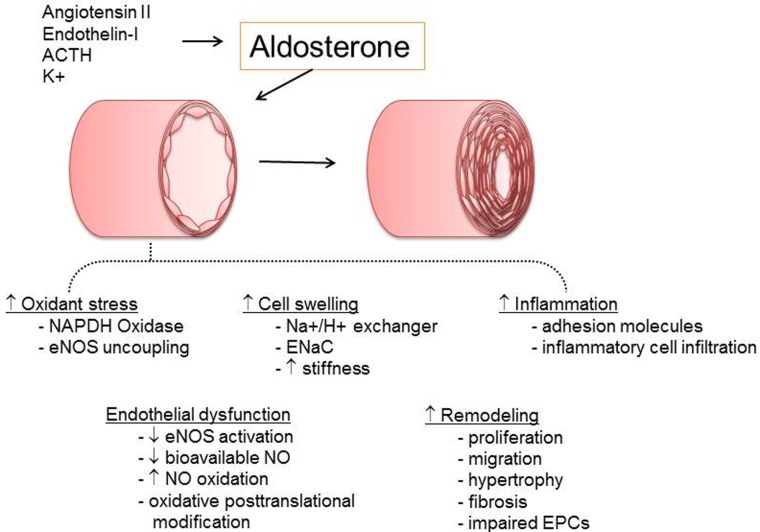 Angiotensin II
Endothelin-I
ACTH
K+
Aldosterone
↑ Oxidant stress
- NAPDH Oxidase
- eNOS uncoupling
↑ Cell swelling
- Na+/H+ exchanger
- ENaC
- ↑ stiffness
↑ Inflammation
- adhesion molecules
- inflammatory cell infiltration
Endothelial dysfunction
- ↓ eNOS activation
- ↓ bioavailable NO
- ↑ NO oxidation
- oxidative posttranslational
modification
↑ Remodeling
- proliferation
- migration
- hypertrophy
- fibrosis
- impaired EPCs